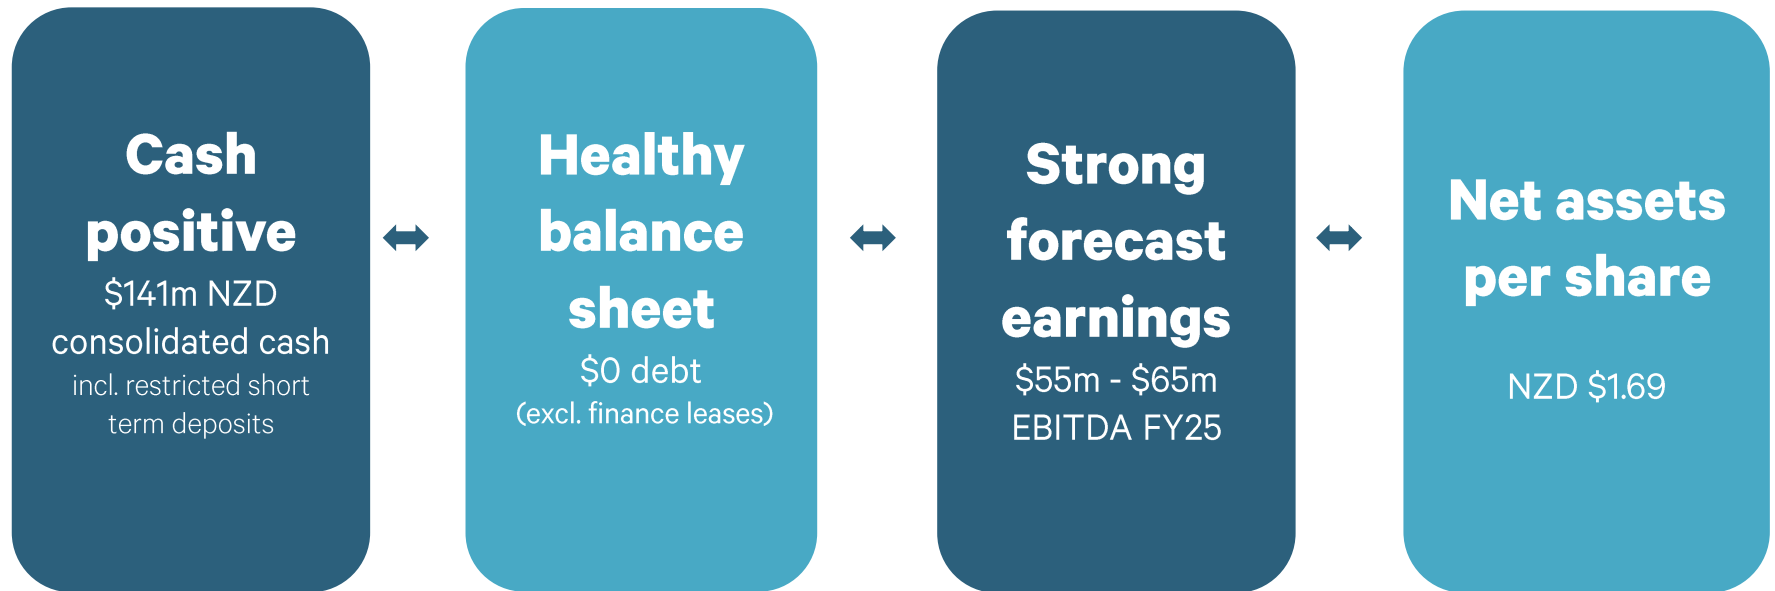 Cash
positive
$141m NZD
consolidated cash
incl. restricted short
term deposits
Healthy
balance
sheet
$0 debt
(excl. finance leases)
Strong
forecast
earnings
$55m - $65m
EBITDA FY25
Net assets
per share
NZD $1.69